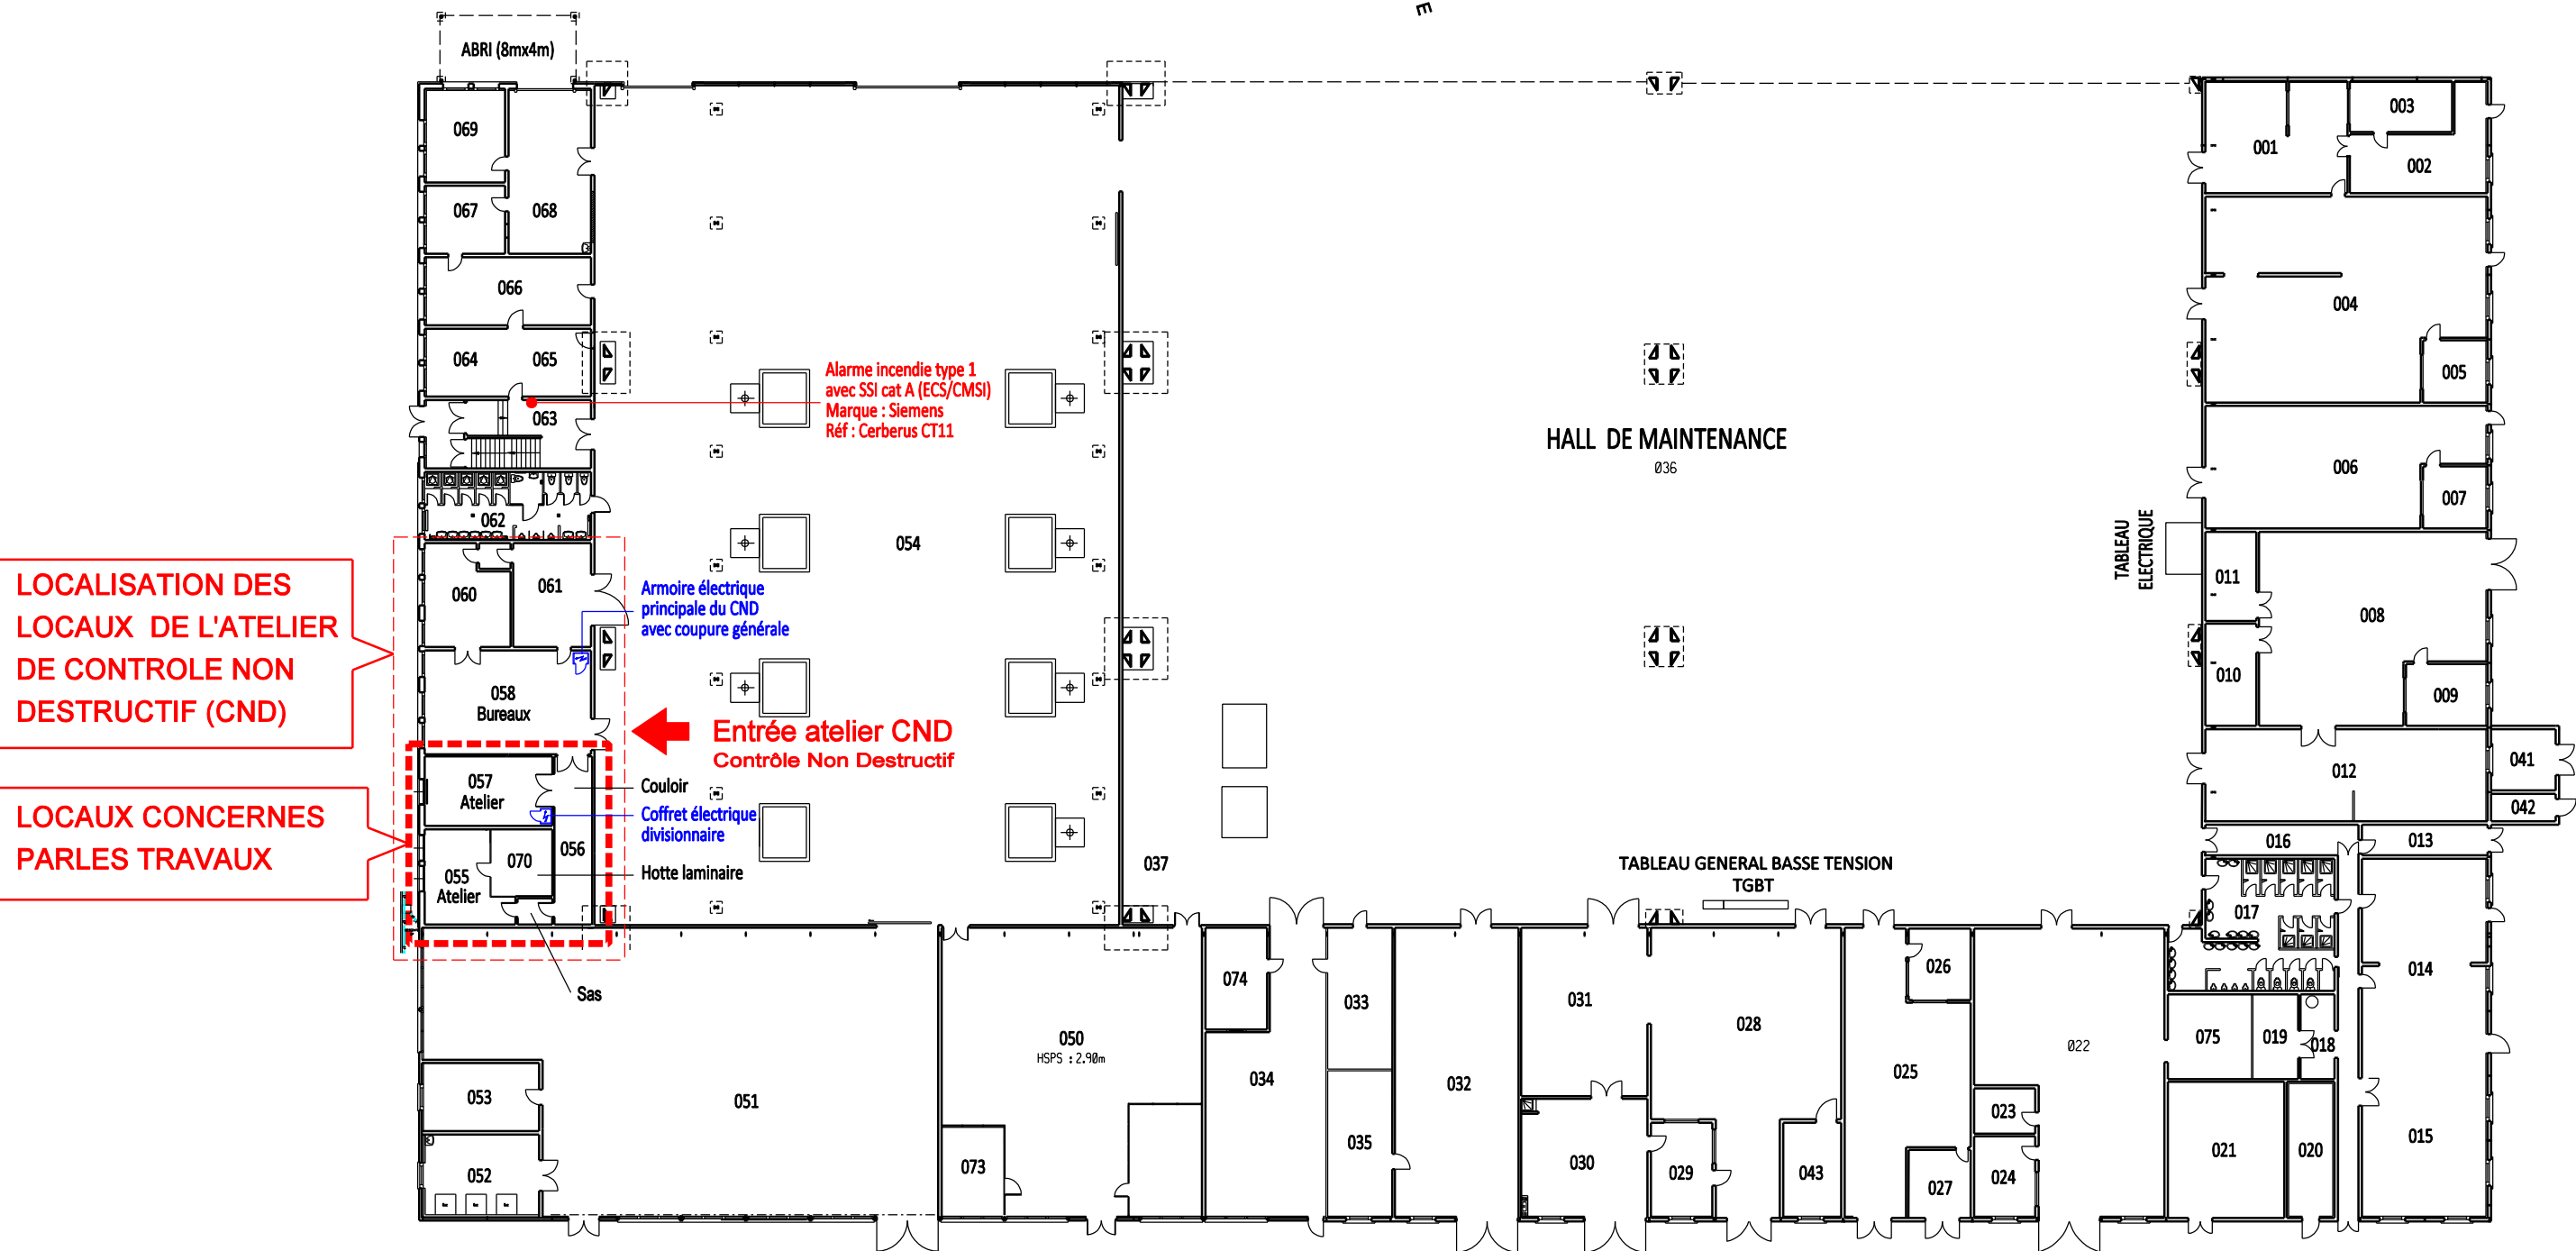 E
ABRI (8mx4m)
069
068
067
066
064
065
063
062
Alarme incendie type 1
avec SSI cat A (ECS/CMSI)
Marque : Siemens
Réf : Cerberus CT11
HALL  DE MAINTENANCE
036
054
001
003
002
004
005
006
007
TABLEAU
ELECTRIQUE
011
008
010
009
012
041
042
016
013
017
014
LOCALISATION DES
LOCAUX  DE L'ATELIER
DE CONTROLE NON
DESTRUCTIF (CND)
060
061
Armoire électrique
principale du CND
avec coupure générale
058
Bureaux
Entrée atelier CND
Contrôle Non Destructif
LOCAUX CONCERNES
PARLES TRAVAUX
057
Atelier
Couloir
Coffret électrique
divisionnaire
056
070
055
Atelier
Hotte laminaire
Sas
037
TABLEAU GENERAL BASSE TENSION
TGBT
053
052
051
050
HSPS : 2.90m
073
074
034
033
035
032
031
030
028
029
043
025
026
027
022
023
024
075
019
018
021
020
015